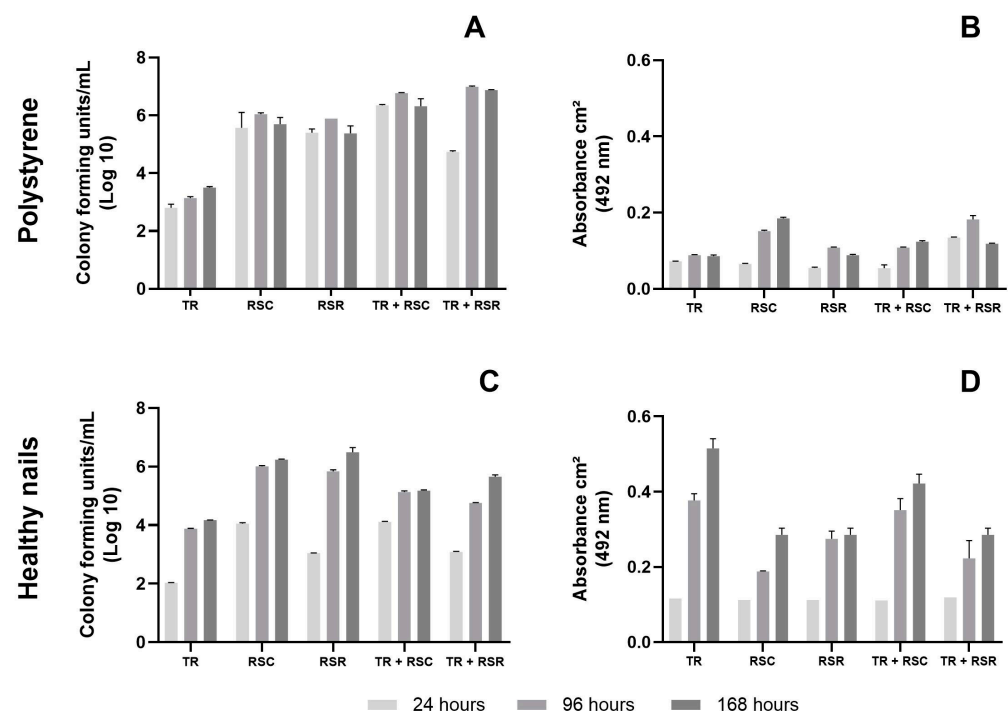 A
B
Polystyrene
Colony forming units/mL
(Log 10)
8
6
4
2
0
TR
RSC
RSR
TR + RSC
TR + RSR
Absorbance cm²
(492 nm)
0.6
0.4
0.2
0.0
TR
RSC
RSR
TR + RSC
TR + RSR
C
D
Healthy nails
Colony forming units/mL
(Log 10)
8
6
4
2
0
TR
RSC
RSR
TR + RSC
TR + RSR
Absorbance cm²
(492 nm)
0.6
0.4
0.2
0.0
TR
RSC
RSR
TR + RSC
TR + RSR
24 hours
96 hours
168 hours